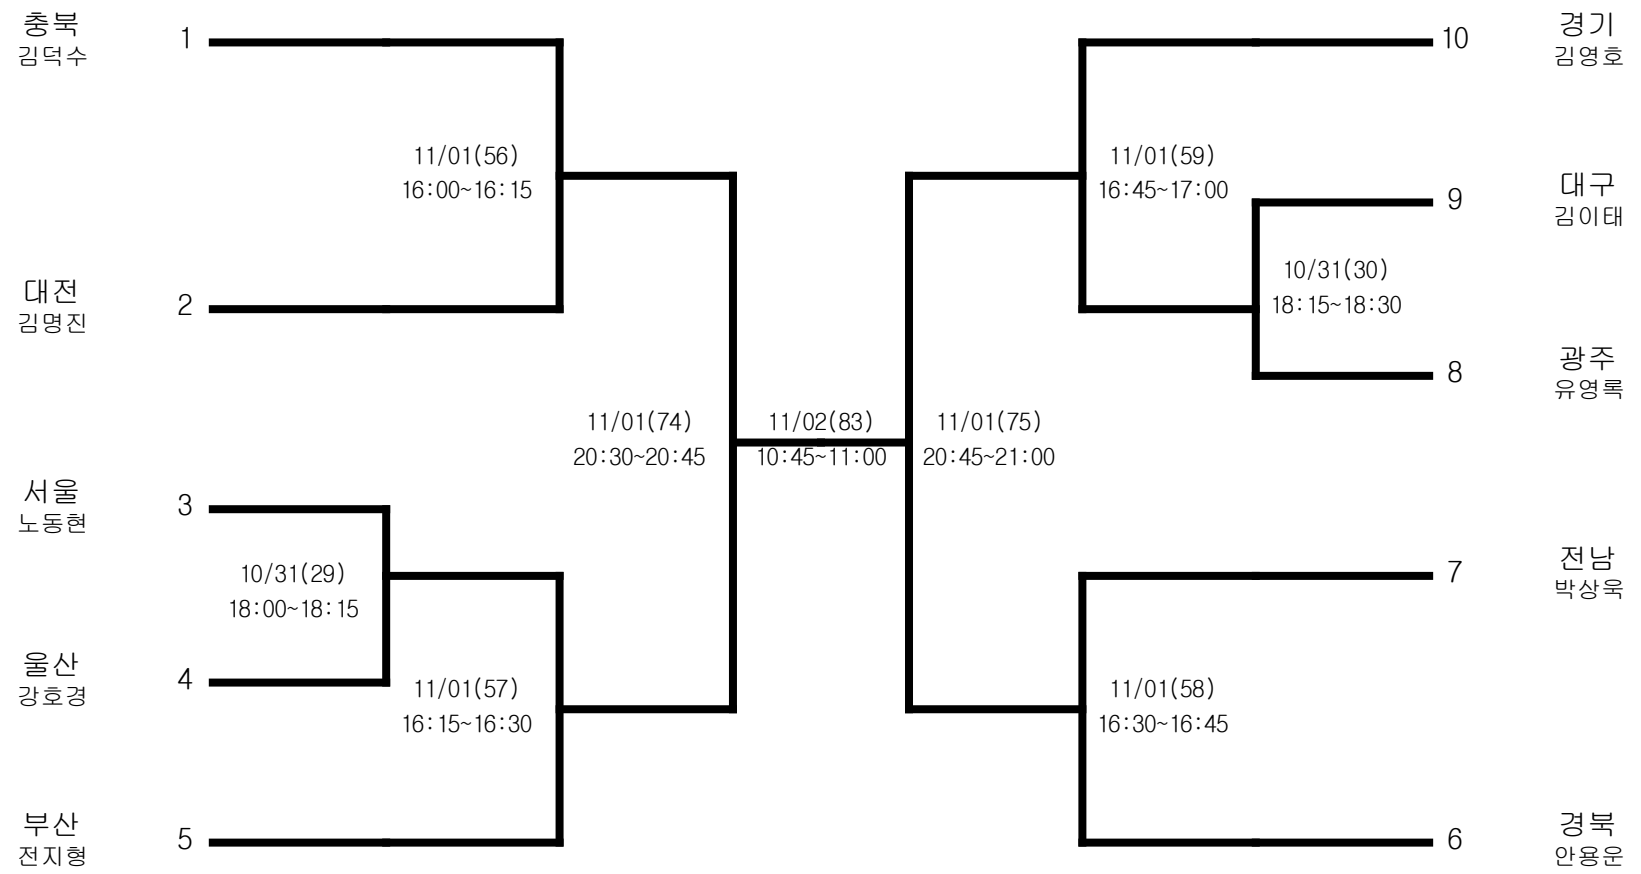 충북
김덕수
1
11/01(56)
16:00~16:15
대전
김명진
2
11/01(74)
20:30~20:45
서울
노동현
3
10/31(29)
18:00~18:15
울산
강호경
4
11/01(57)
16:15~16:30
부산
전지형
5
11/02(83)
10:45~11:00
10
경기
김영호
11/01(59)
16:45~17:00
9
대구
김이태
10/31(30)
18:15~18:30
8
광주
유영록
11/01(75)
20:45~21:00
7
전남
박상욱
11/01(58)
16:30~16:45
6
경북
안용운